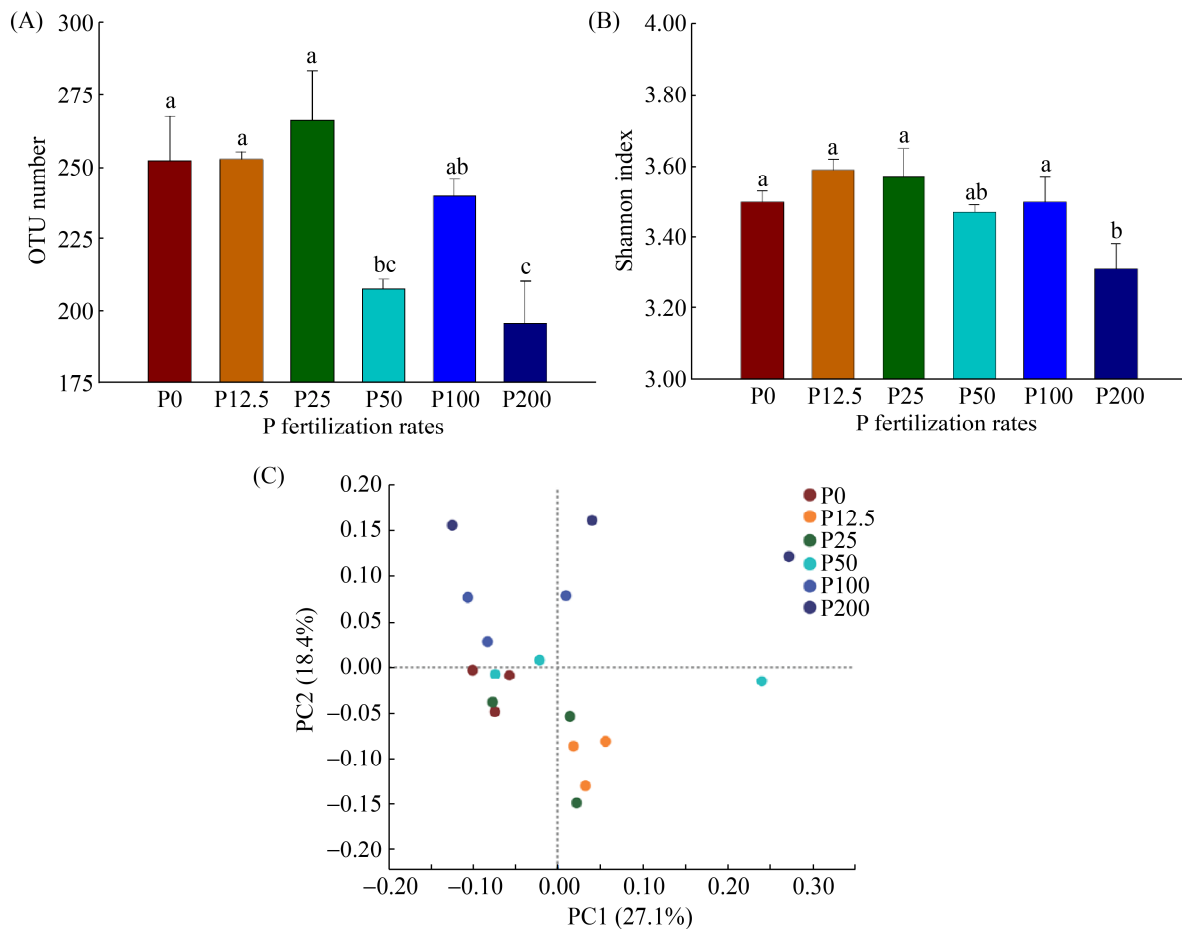 (A)
300
275
250
225
200
175
OTU number
a
a
a
bc
ab
c
P0 P12.5 P25 P50 P100 P200
P fertilization rates
(B)
4.00
3.80
3.60
3.40
3.20
3.00
Shannon index
a
a
a
ab
a
b
P0 P12.5 P25 P50 P100 P200
P fertilization rates
(C)
0.20
0.15
0.10
0.05
0.00
−0.05
−0.10
−0.15
−0.20
PC2 (18.4%)
P0
P12.5
P25
P50
P100
P200
−0.20 −0.10 0.00 0.10 0.20 0.30
PC1 (27.1%)